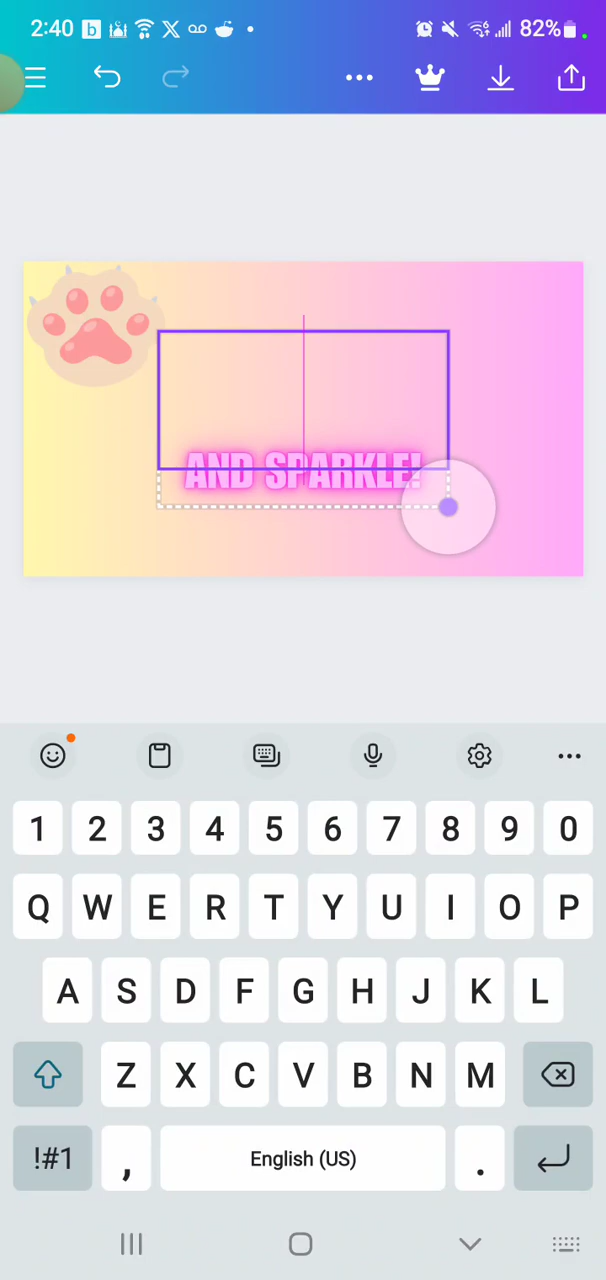 2:40
82%
AND SPARKLE!
1 2 3 4 5 6 7 8 9 0
Q W E R T Y U I O P
A S D F G H J K L
Z X C V B N M
!#1 , English (US) .